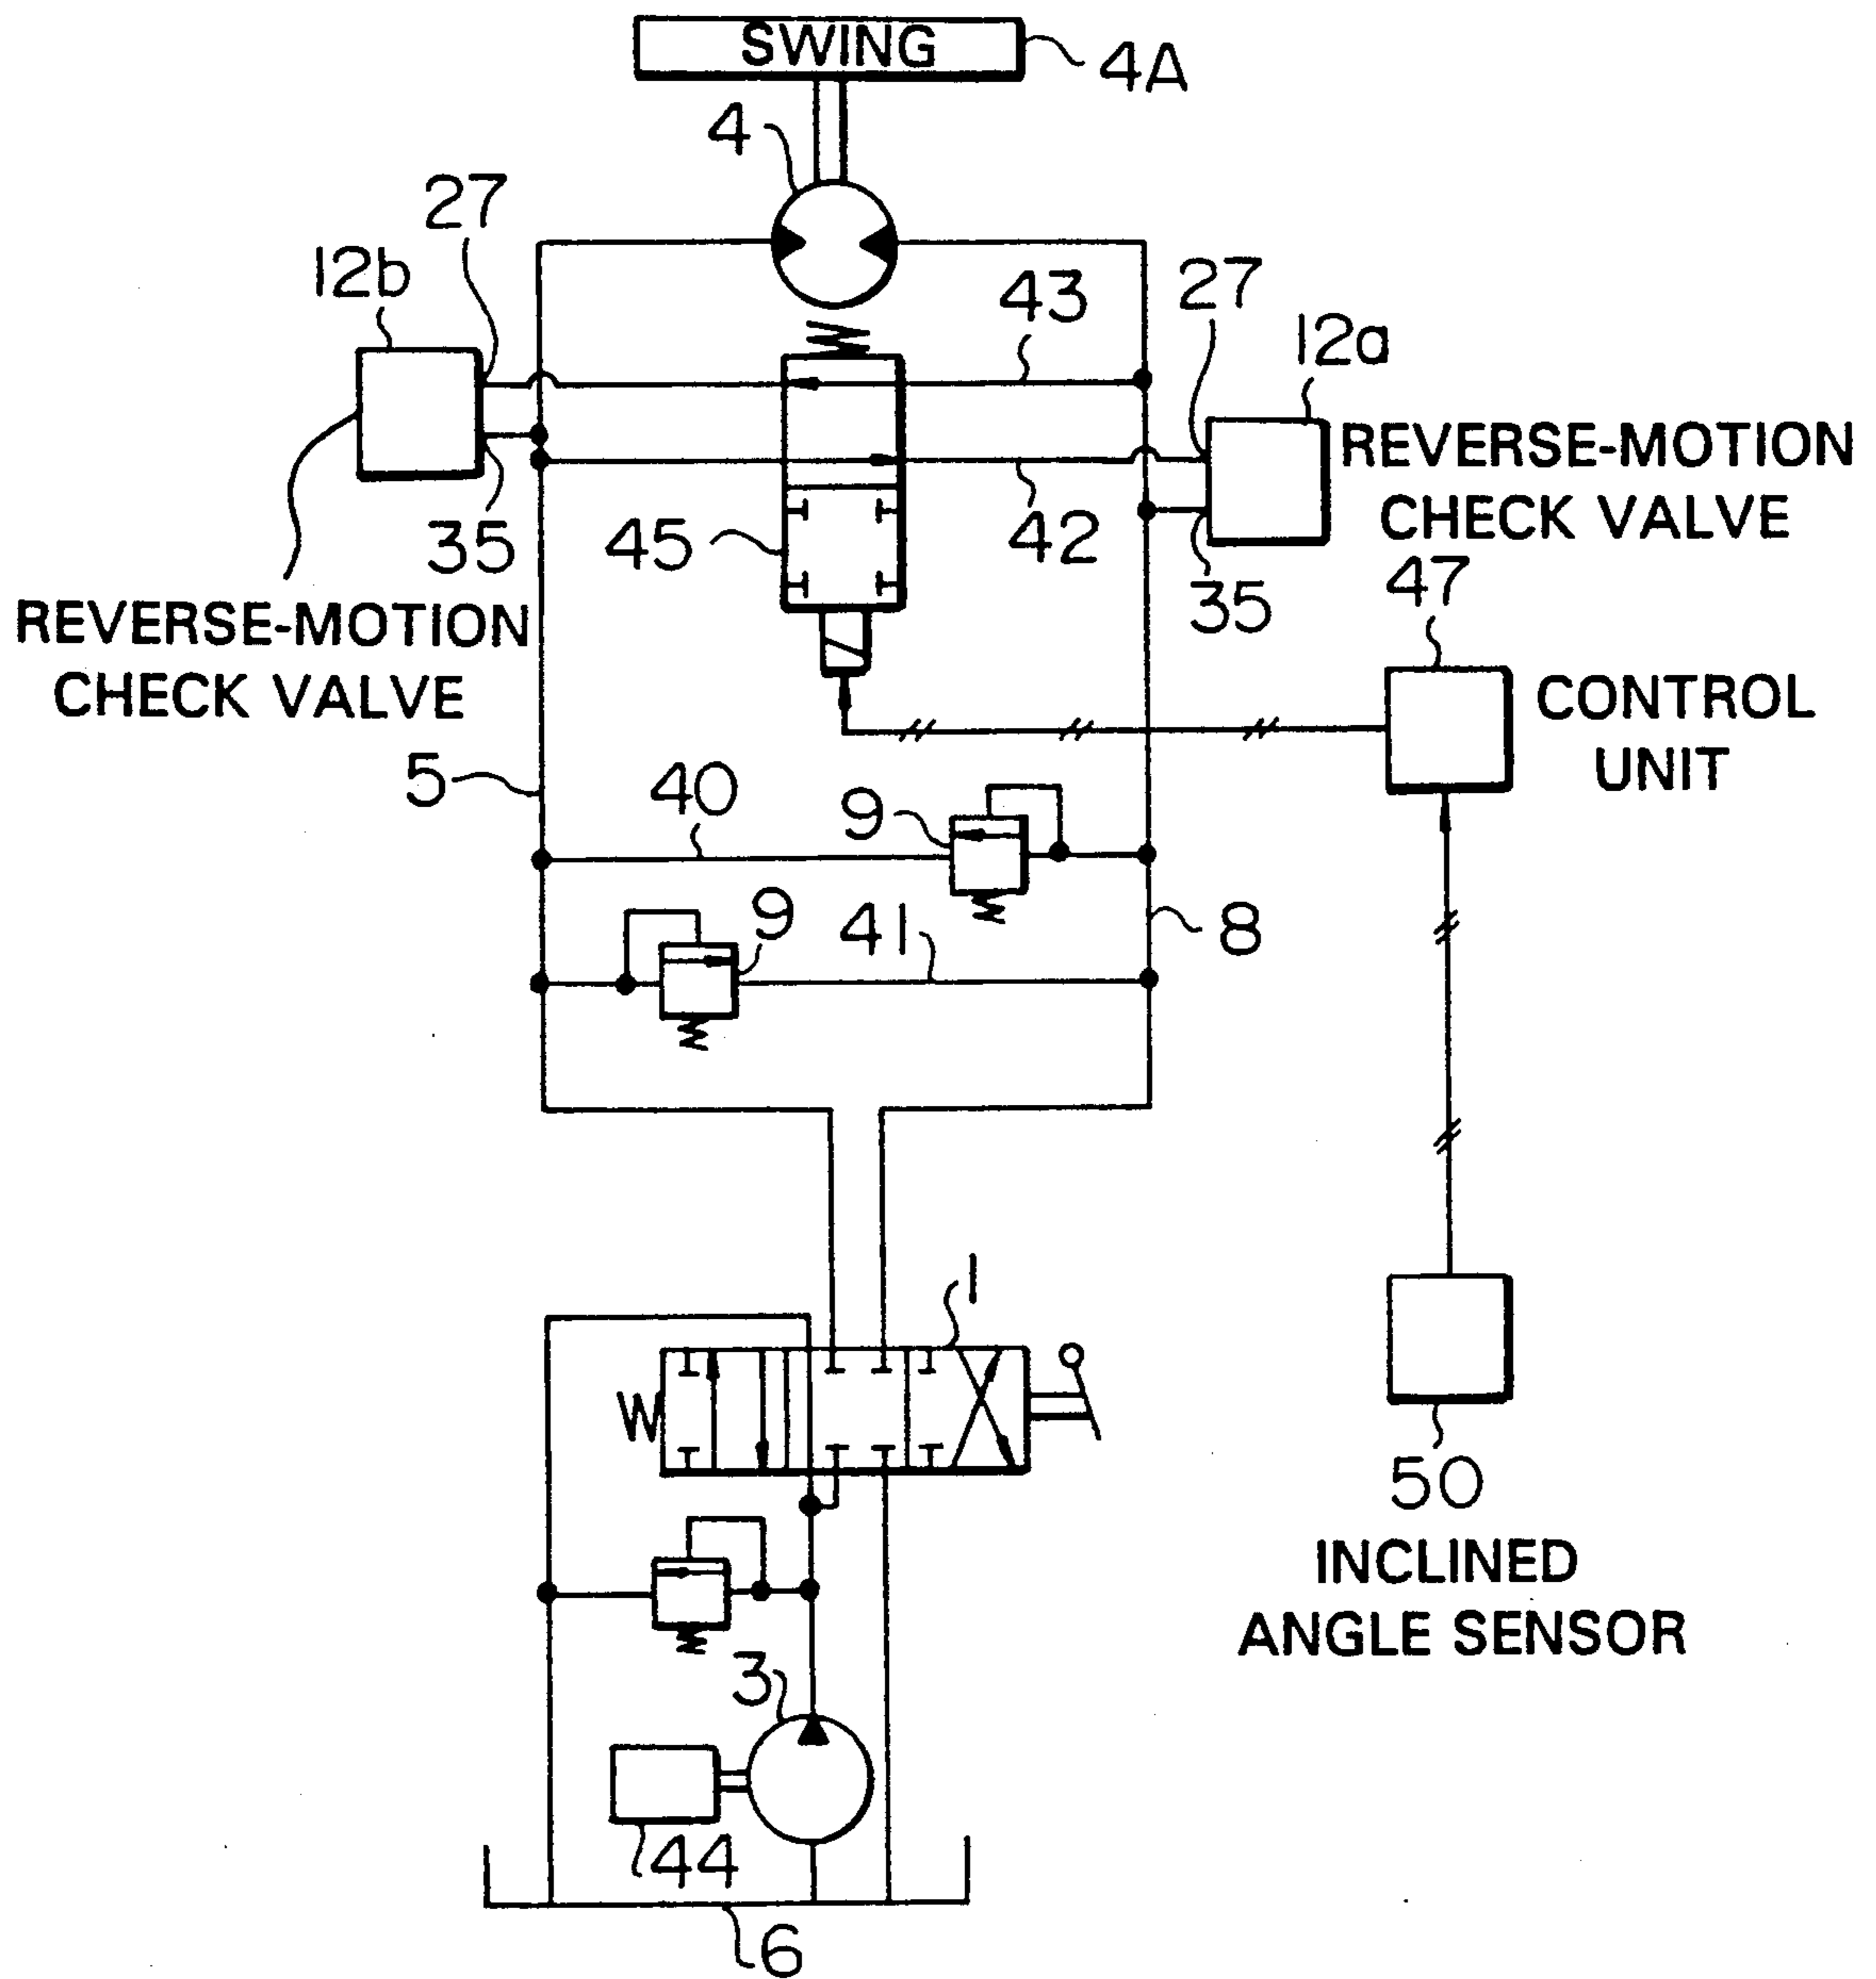 SWING
4A
4
27
12b
43
27
12a
REVERSE-MOTION
CHECK VALVE
45
42
35
35
47
REVERSE-MOTION
CHECK VALVE
CONTROL
UNIT
5
40
9
9
41
8
1
50
INCLINED
ANGLE SENSOR
3
44
6